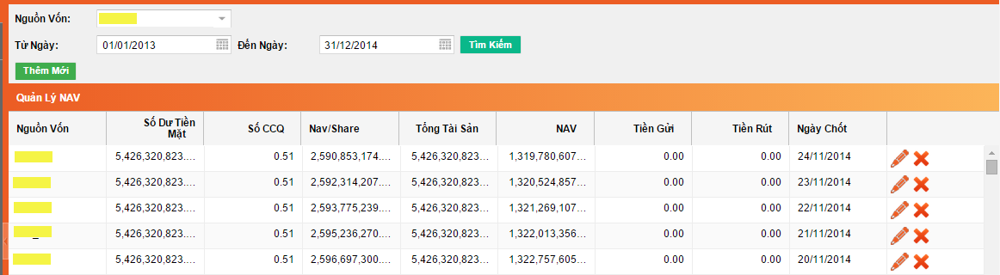 Nguồn Vốn:
Từ Ngày: 01/01/2013 Đến Ngày: 31/12/2014 Tìm Kiếm
Thêm Mới
Quản Lý NAV
Nguồn Vốn Số Dư Tiền Mặt Số CCQ Nav/Share Tổng Tài Sản NAV Tiền Gửi Tiền Rút Ngày Chốt
5,426,320,823.... 0.51 2,590,853,174.... 5,426,320,823... 1,319,780,607... 0.00 0.00 24/11/2014
5,426,320,823.... 0.51 2,592,314,207.... 5,426,320,823... 1,320,524,857... 0.00 0.00 23/11/2014
5,426,320,823.... 0.51 2,593,775,239.... 5,426,320,823... 1,321,269,107... 0.00 0.00 22/11/2014
5,426,320,823.... 0.51 2,595,236,270.... 5,426,320,823... 1,322,013,356... 0.00 0.00 21/11/2014
5,426,320,823.... 0.51 2,596,697,300.... 5,426,320,823... 1,322,757,605... 0.00 0.00 20/11/2014